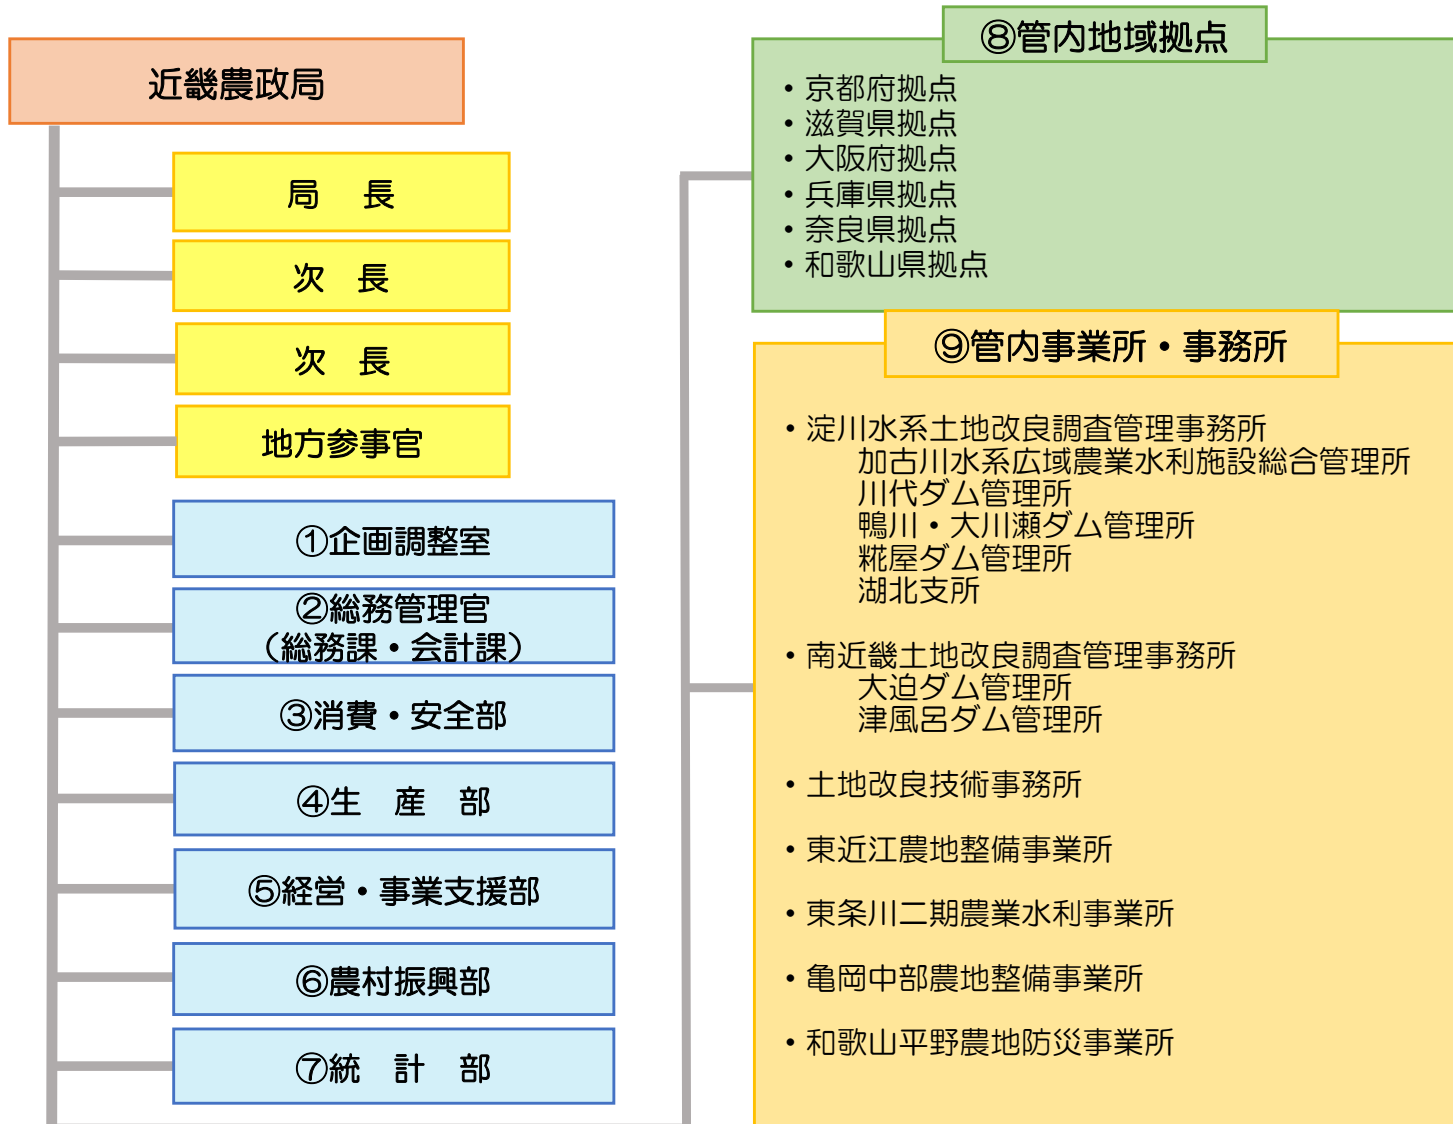 近畿農政局
局　長
次　長
次　長
地方参事官
①企画調整室
②総務管理官
（総務課・会計課）
③消費・安全部
④生　産　部
⑤経営・事業支援部
⑥農村振興部
⑦統　計　部
⑧管内地域拠点
・京都府拠点
・滋賀県拠点
・大阪府拠点
・兵庫県拠点
・奈良県拠点
・和歌山県拠点
⑨管内事業所・事務所
・淀川水系土地改良調査管理事務所
加古川水系広域農業水利施設総合管理所
川代ダム管理所
鴨川・大川瀬ダム管理所
糀屋ダム管理所
湖北支所
・南近畿土地改良調査管理事務所
大迫ダム管理所
津風呂ダム管理所
・土地改良技術事務所
・東近江農地整備事業所
・東条川二期農業水利事業所
・亀岡中部農地整備事業所
・和歌山平野農地防災事業所